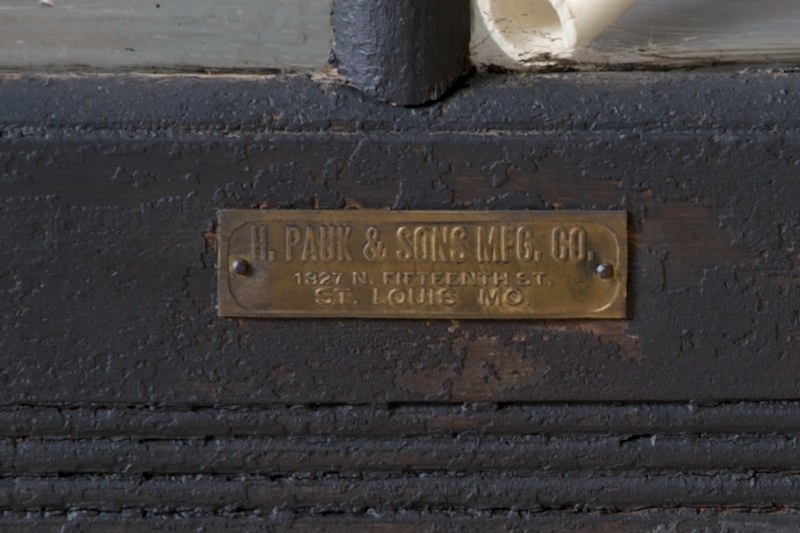 H. PAUK & SONS MFG. CO.
1327 N. FIFTEENTH ST.
ST. LOUIS MO.